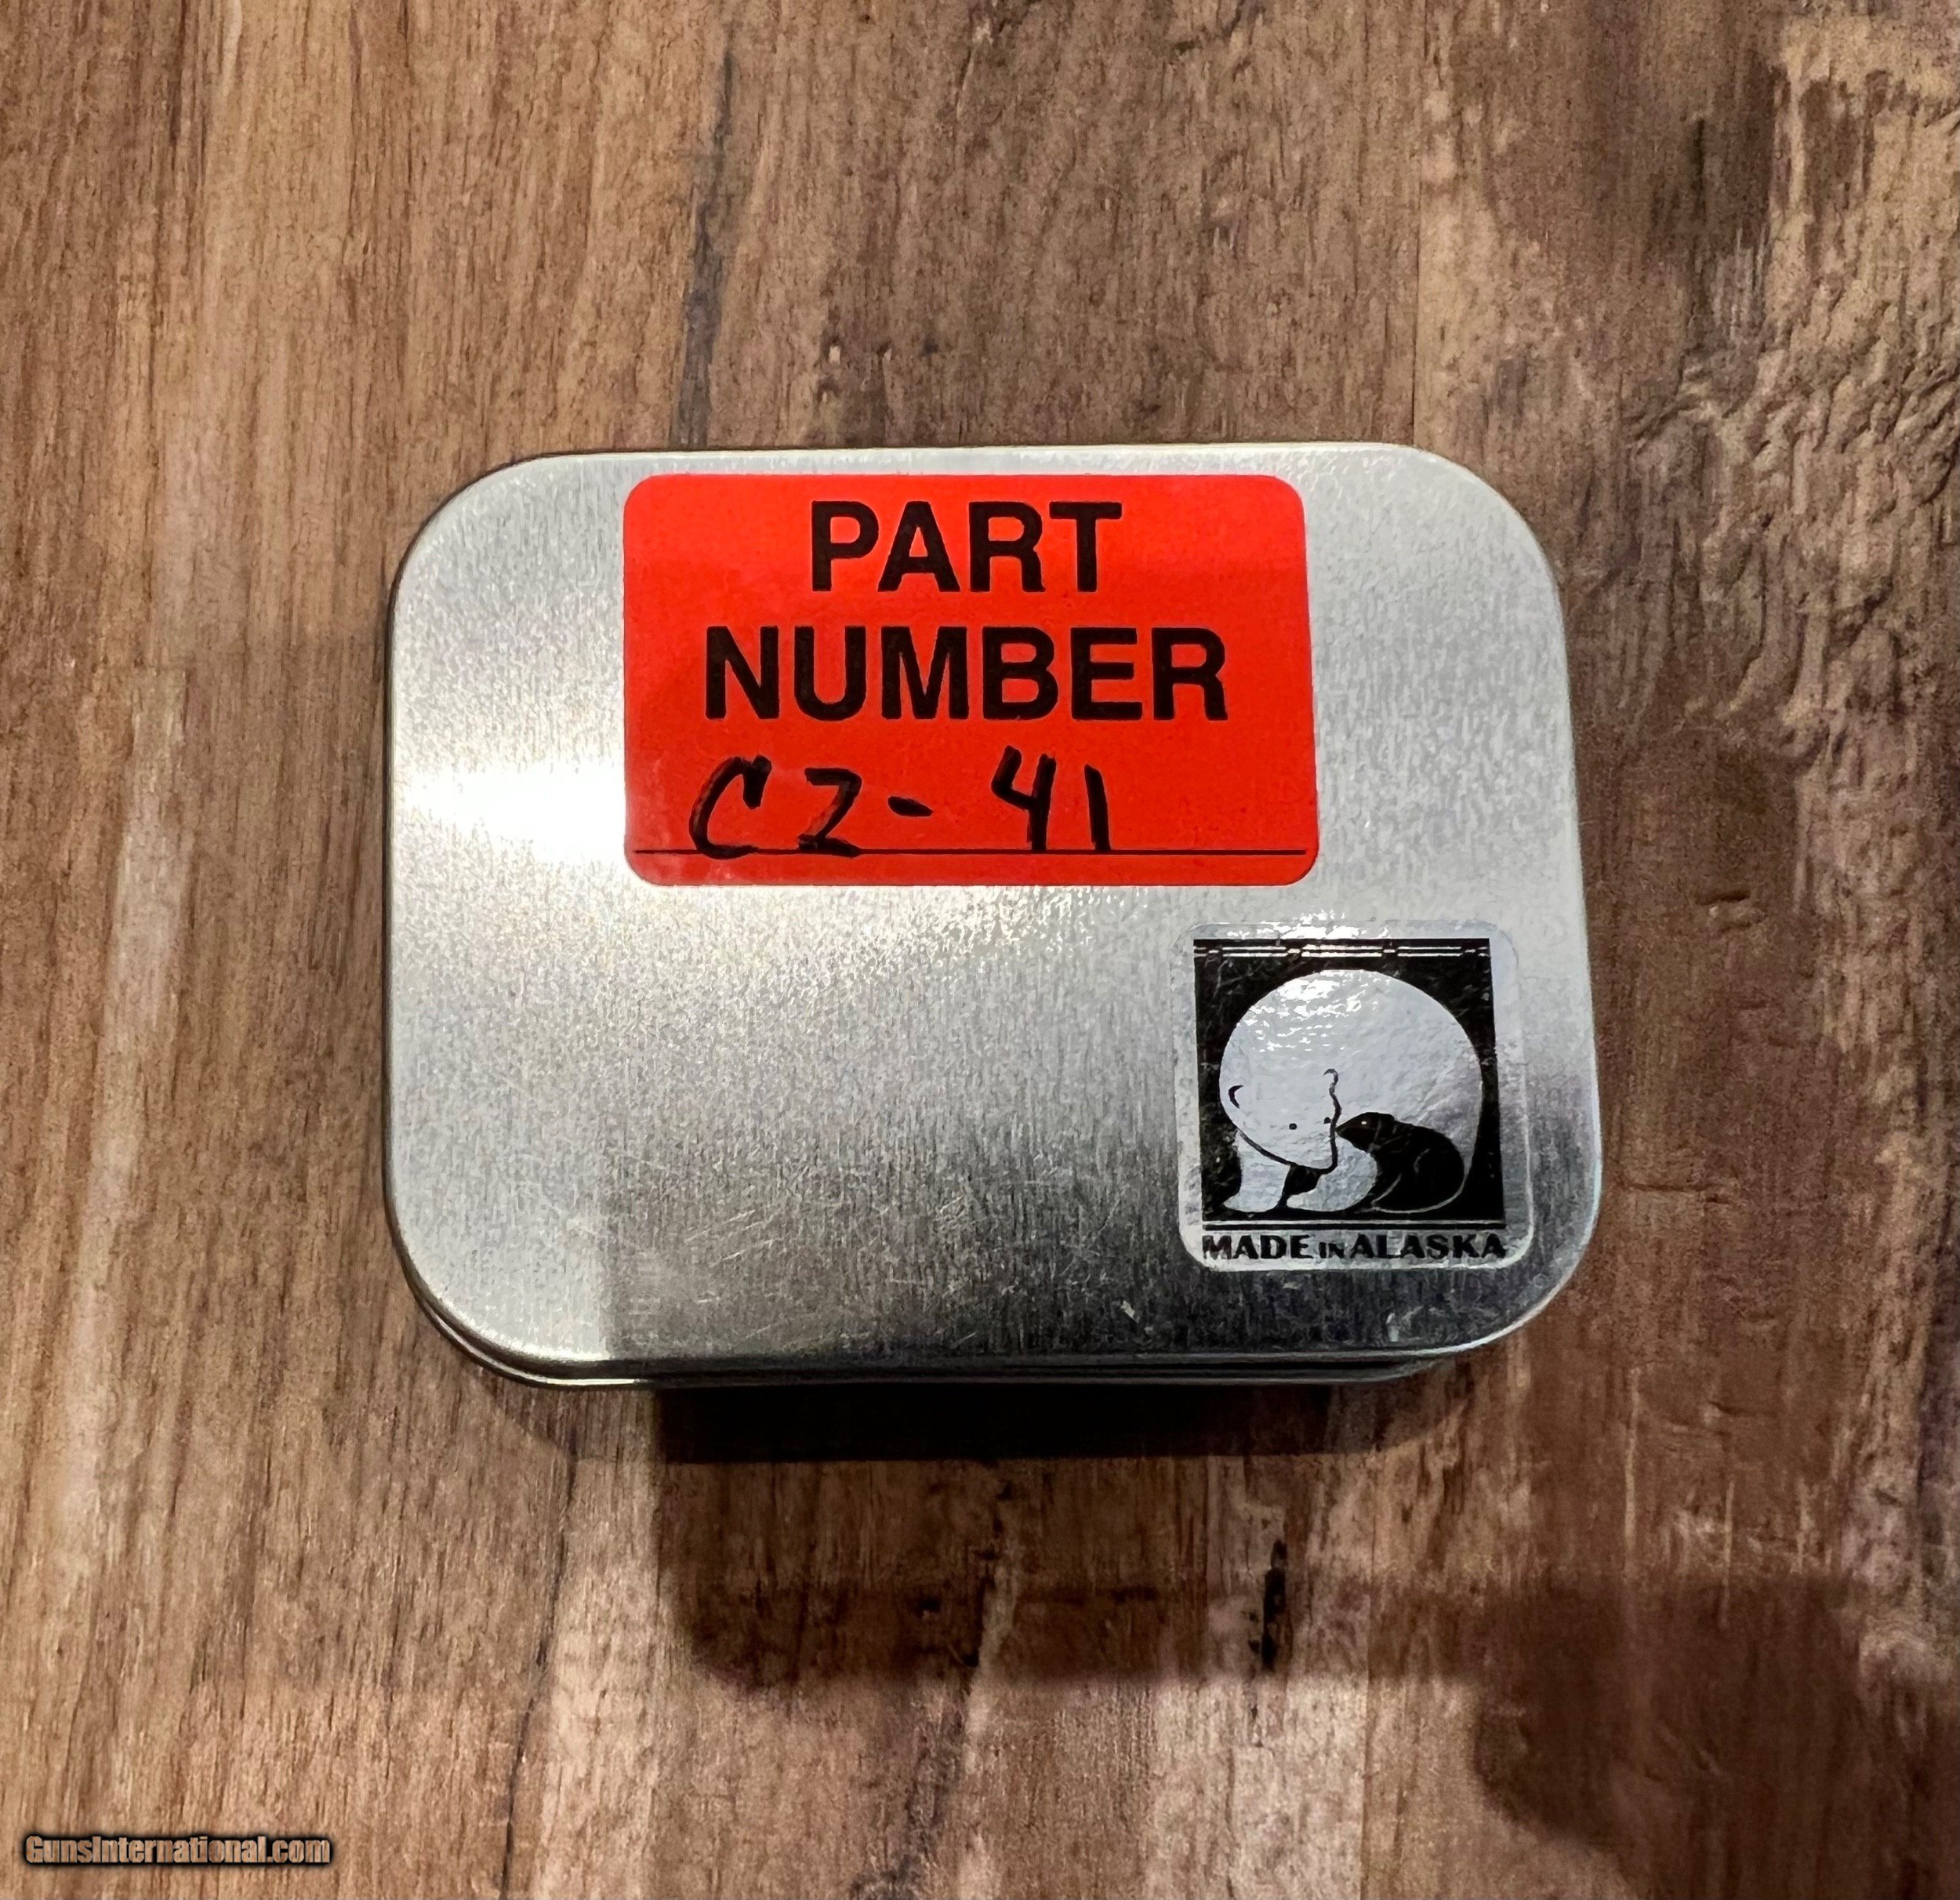 PART
NUMBER
CZ-41
MADE IN ALASKA
GunsInternational.com